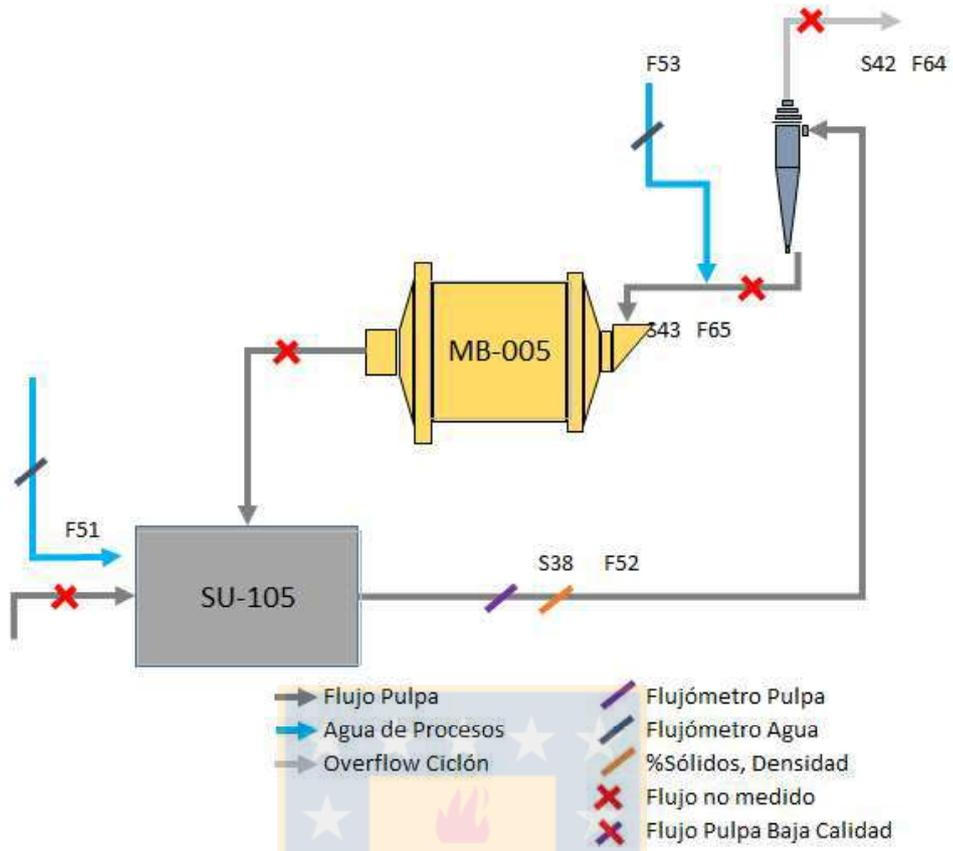 F53
S42 F64
MB-005
S43 F65
F51
S38 F52
SU-105
Flujo Pulpa
Agua de Procesos
Overflow Ciclón
Flujómetro Pulpa
Flujómetro Agua
%Sólidos, Densidad
Flujo no medido
Flujo Pulpa Baja Calidad